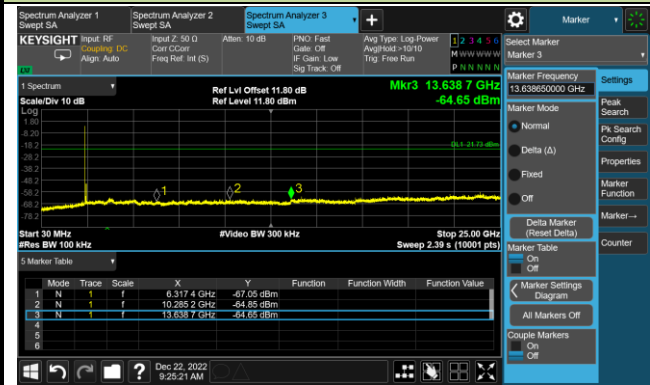 Spectrum Analyzer 1
Swept SA
Spectrum Analyzer 2
Swept SA
Spectrum Analyzer 3
Swept SA
+
Marker
KEYSIGHT
Input: RF
Coupling: DC
Align: Auto
Input Z: 50 Ω
Corr CCorr
Freq Ref: Int (S)
Atten: 10 dB
PNO: Fast
Gate: Off
IF Gain: Low
Sig Track: Off
Avg Type: Log-Power
Avg|Hold:>10/10
Trig: Free Run
1 2 3 4 5 6
M W W W W W
P N N N N N
Select Marker
Marker 3
1 Spectrum
Scale/Div 10 dB
Log
Ref Lvl Offset 11.80 dB
Ref Level 11.80 dBm
Mkr3 13.638 7 GHz
-64.65 dBm
1.80
-8.20
-18.2
-28.2
-38.2
-48.2
-58.2
-68.2
-78.2
DL1 -21.73 dBm
1
2
3
Start 30 MHz
#Res BW 100 kHz
#Video BW 300 kHz
Stop 25.00 GHz
Sweep 2.39 s (10001 pts)
5 Marker Table
Mode Trace Scale X Y Function Function Width Function Value
1 N 1 f 6.317 4 GHz -67.05 dBm
2 N 1 f 10.285 2 GHz -64.85 dBm
3 N 1 f 13.638 7 GHz -64.65 dBm
4
5
6
Marker Frequency
13.638650000 GHz
Marker Mode
Normal
Delta (Δ)
Fixed
Off
Delta Marker
(Reset Delta)
Marker Table
On
Off
Marker Settings
Diagram
All Markers Off
Couple Markers
On
Off
Settings
Peak
Search
Pk Search
Config
Properties
Marker
Function
Marker→
Counter
?
Dec 22, 2022
9:25:21 AM